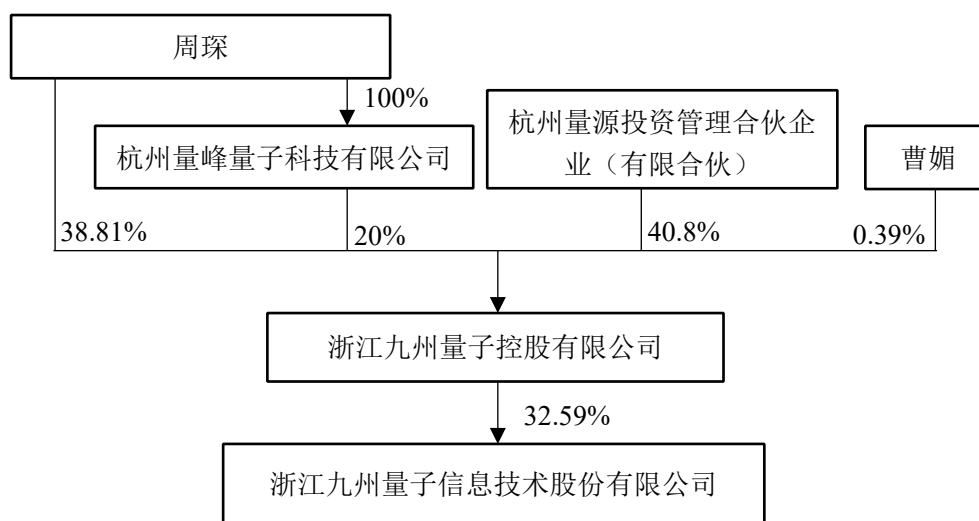 周琛
100%
杭州量峰量子科技有限公司
杭州量源投资管理合伙企
业（有限合伙）
曹媚
38.81%
20%
40.8%
0.39%
浙江九州量子控股有限公司
32.59%
浙江九州量子信息技术股份有限公司